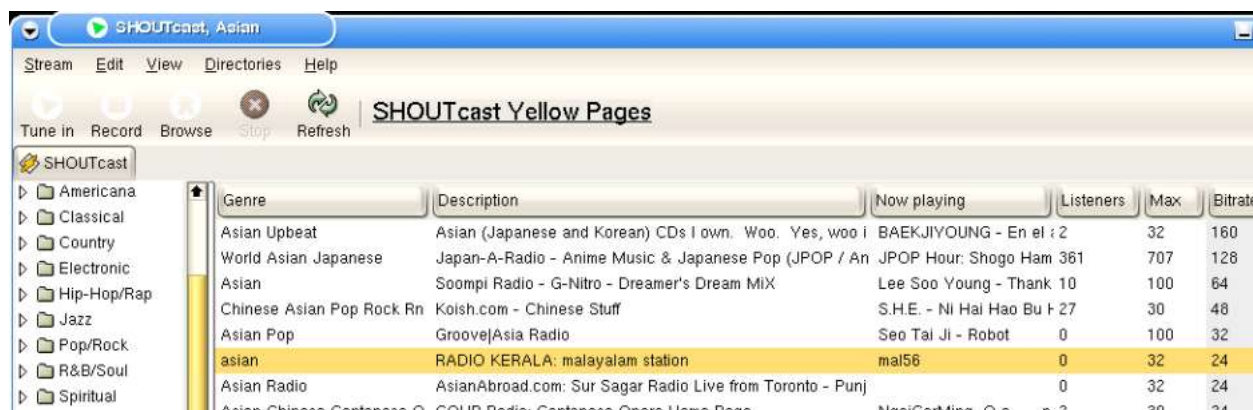 SHOUTcast, Asian
Stream Edit View Directories Help
Tune in Record Browse Stop Refresh
SHOUTcast Yellow Pages
SHOUTcast
Americana
Classical
Country
Electronic
Hip-Hop/Rap
Jazz
Pop/Rock
R&B/Soul
Spiritual
Genre Description Now playing Listeners Max Bitrate
Asian Upbeat Asian (Japanese and Korean) CDs I own. Woo. Yes, woo i BAEKJIYOUNG - En el 2 32 160
World Asian Japanese Japan-A-Radio - Anime Music & Japanese Pop (JPOP / An JPOP Hour: Shogo Ham 361 707 128
Asian Soompi Radio - G-Nitro - Dreamer's Dream MiX Lee Soo Young - Thank 10 100 64
Chinese Asian Pop Rock Rn Koish.com - Chinese Stuff S.H.E. - Ni Hai Hao Bu 27 30 48
Asian Pop Groove|Asia Radio Seo Tai Ji - Robot 0 100 32
asian RADIO KERALA: malayalam station mal56 0 32 24
Asian Radio AsianAbroad.com: Sur Sagar Radio Live from Toronto - Punj 0 32 24